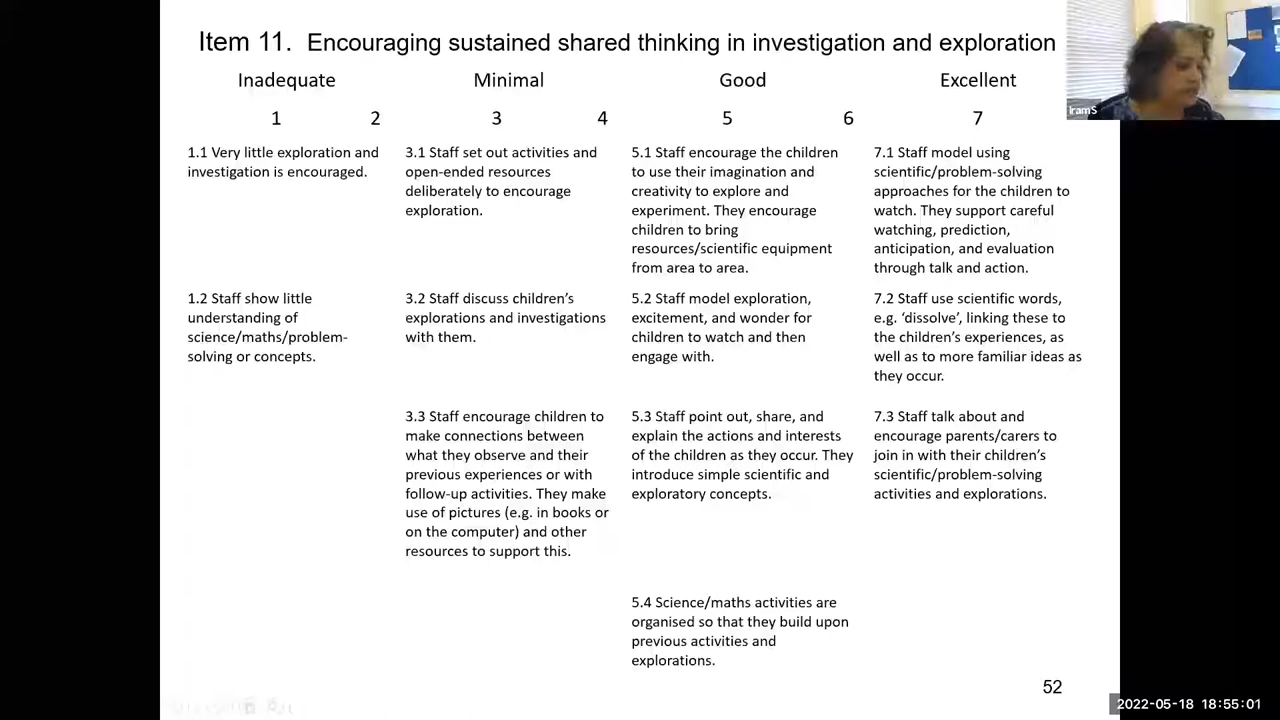 Item 11. Encouraging sustained shared thinking in investigation and exploration
Inadequate Minimal Good Excellent
1 2 3 4 5 6 7
1.1 Very little exploration and
investigation is encouraged.
3.1 Staff set out activities and
open-ended resources
deliberately to encourage
exploration.
5.1 Staff encourage the children
to use their imagination and
creativity to explore and
experiment. They encourage
children to bring
resources/scientific equipment
from area to area.
7.1 Staff model using
scientific/problem-solving
approaches for the children to
watch. They support careful
watching, prediction,
anticipation, and evaluation
through talk and action.
1.2 Staff show little
understanding of
science/maths/problem-
solving or concepts.
3.2 Staff discuss children’s
explorations and investigations
with them.
5.2 Staff model exploration,
excitement, and wonder for
children to watch and then
engage with.
7.2 Staff use scientific words,
e.g. ‘dissolve’, linking these to
the children’s experiences, as
well as to more familiar ideas as
they occur.
3.3 Staff encourage children to
make connections between
what they observe and their
previous experiences or with
follow-up activities. They make
use of pictures (e.g. in books or
on the computer) and other
resources to support this.
5.3 Staff point out, share, and
explain the actions and interests
of the children as they occur. They
introduce simple scientific and
exploratory concepts.
7.3 Staff talk about and
encourage parents/carers to
join in with their children’s
scientific/problem-solving
activities and explorations.
5.4 Science/maths activities are
organised so that they build upon
previous activities and
explorations.
52
IramS
2022-05-18 18:55:01